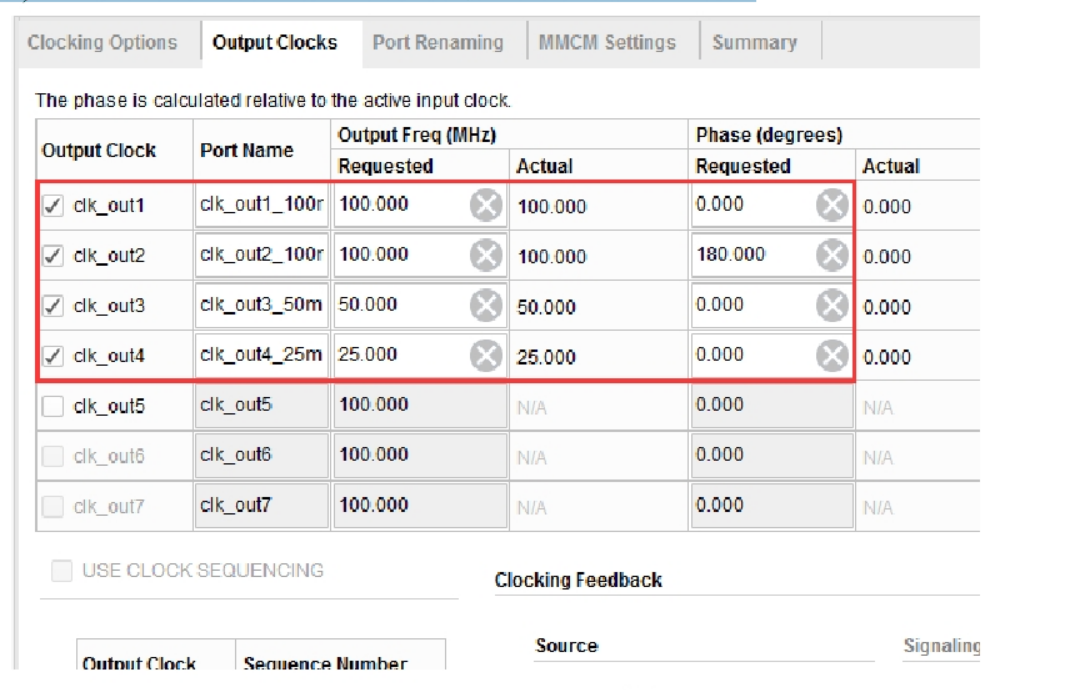 Clocking Options Output Clocks Port Renaming MMCM Settings Summary
The phase is calculated relative to the active input clock.
Output Clock Port Name Output Freq (MHz) Phase (degrees)
Requested Actual Requested Actual
clk_out1 clk_out1_100r 100.000 100.000 0.000 0.000
clk_out2 clk_out2_100r 100.000 100.000 180.000 0.000
clk_out3 clk_out3_50m 50.000 50.000 0.000 0.000
clk_out4 clk_out4_25m 25.000 25.000 0.000 0.000
clk_out5 clk_out5 100.000 N/A 0.000 N/A
clk_out6 clk_out6 100.000 N/A 0.000 N/A
clk_out7 clk_out7 100.000 N/A 0.000 N/A
USE CLOCK SEQUENCING
Clocking Feedback
Source Signaling
Output Clock Sequence Number